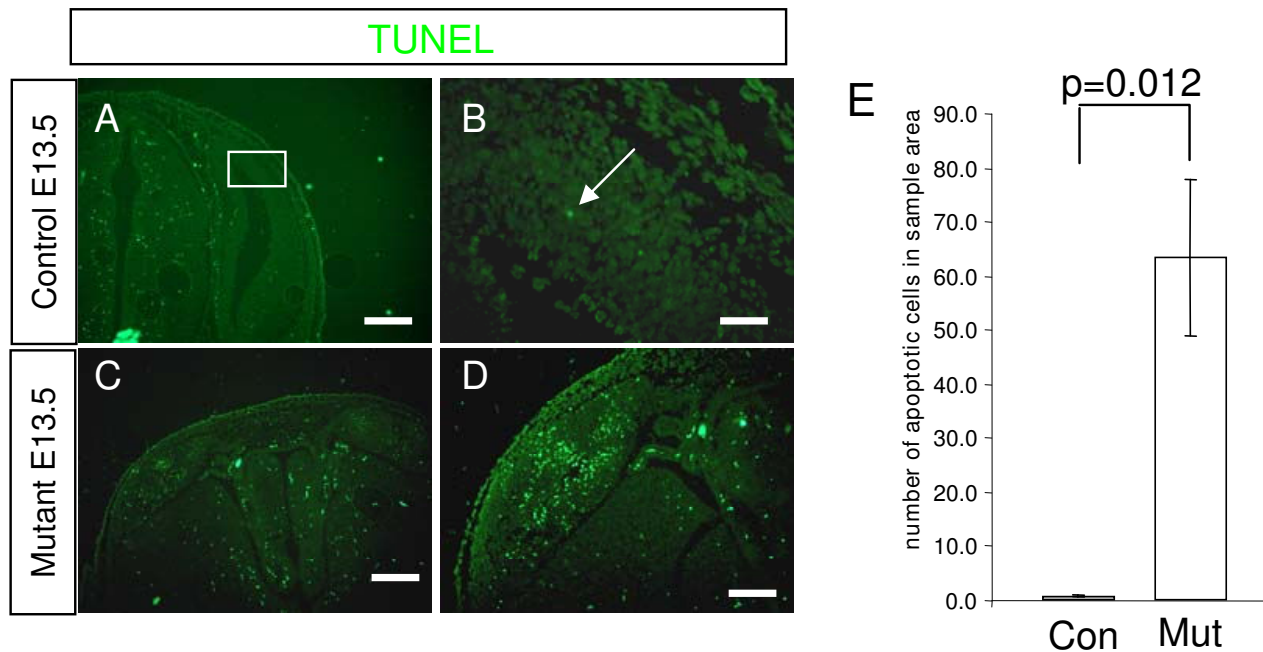 TUNEL
Control E13.5
A
B
Mutant E13.5
C
D
E
p=0.012
number of apoptotic cells in sample area
90.0
80.0
70.0
60.0
50.0
40.0
30.0
20.0
10.0
0.0
Con
Mut